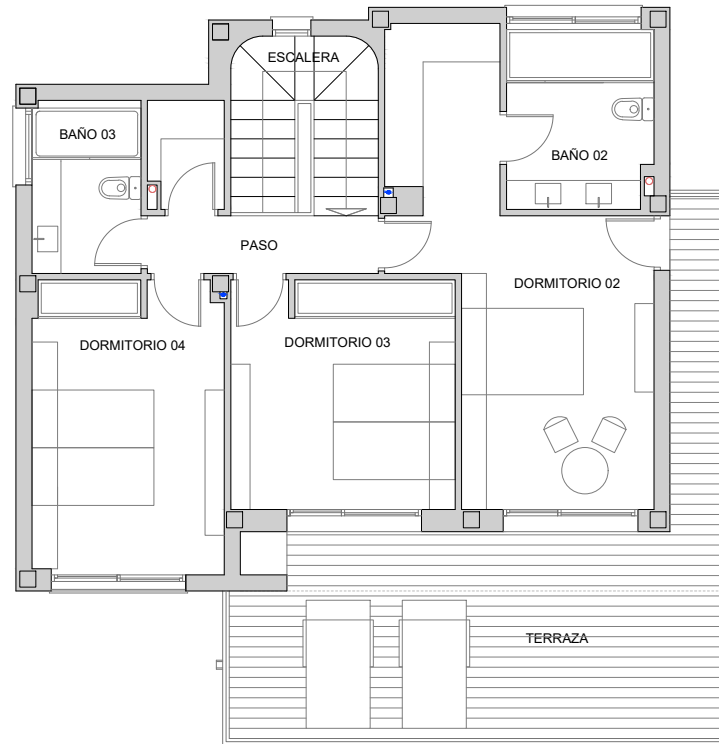 ESCALERA
BAÑO 03
BAÑO 02
PASO
DORMITORIO 02
DORMITORIO 04
DORMITORIO 03
TERRAZA